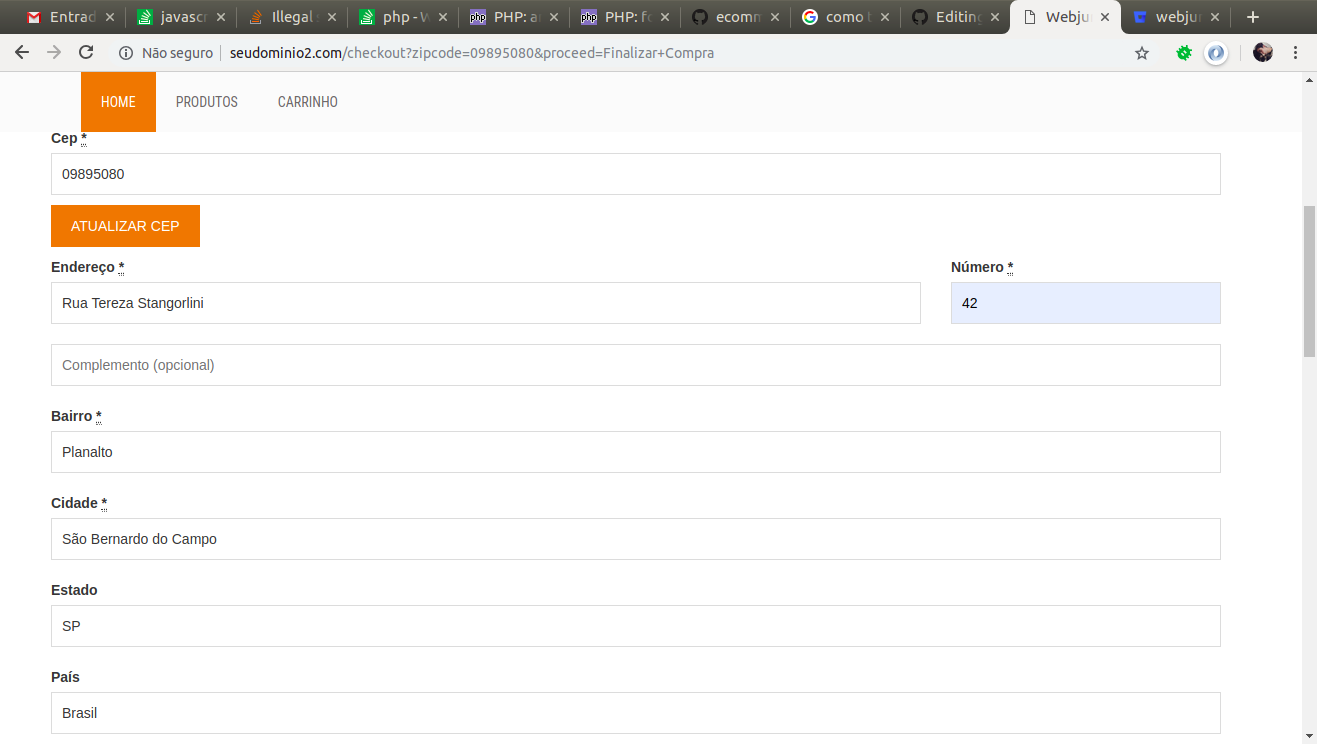 Entrad
javascr
Illegal
php - W
PHP: a
PHP: fo
ecomm
como
Editing
Webju
webju
Não seguro
seudominio2.com/checkout?zipcode=09895080&proceed=Finalizar+Compra
HOME PRODUTOS CARRINHO
Cep *
09895080
ATUALIZAR CEP
Endereço * Número *
Rua Tereza Stangorlini 42
Complemento (opcional)
Bairro *
Planalto
Cidade *
São Bernardo do Campo
Estado
SP
País
Brasil